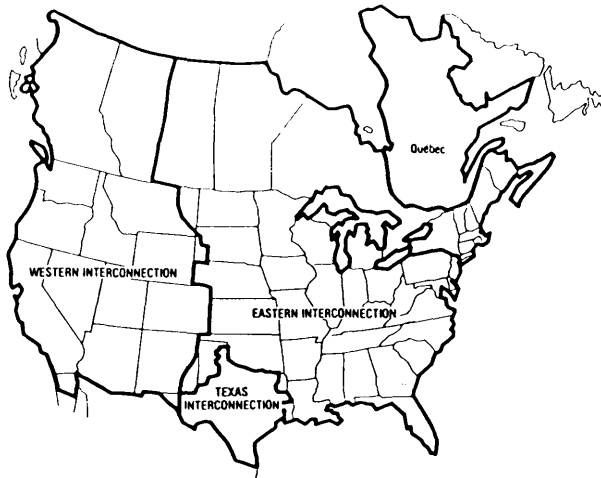 Québec
WESTERN INTERCONNECTION
EASTERN INTERCONNECTION
TEXAS
INTERCONNECTION